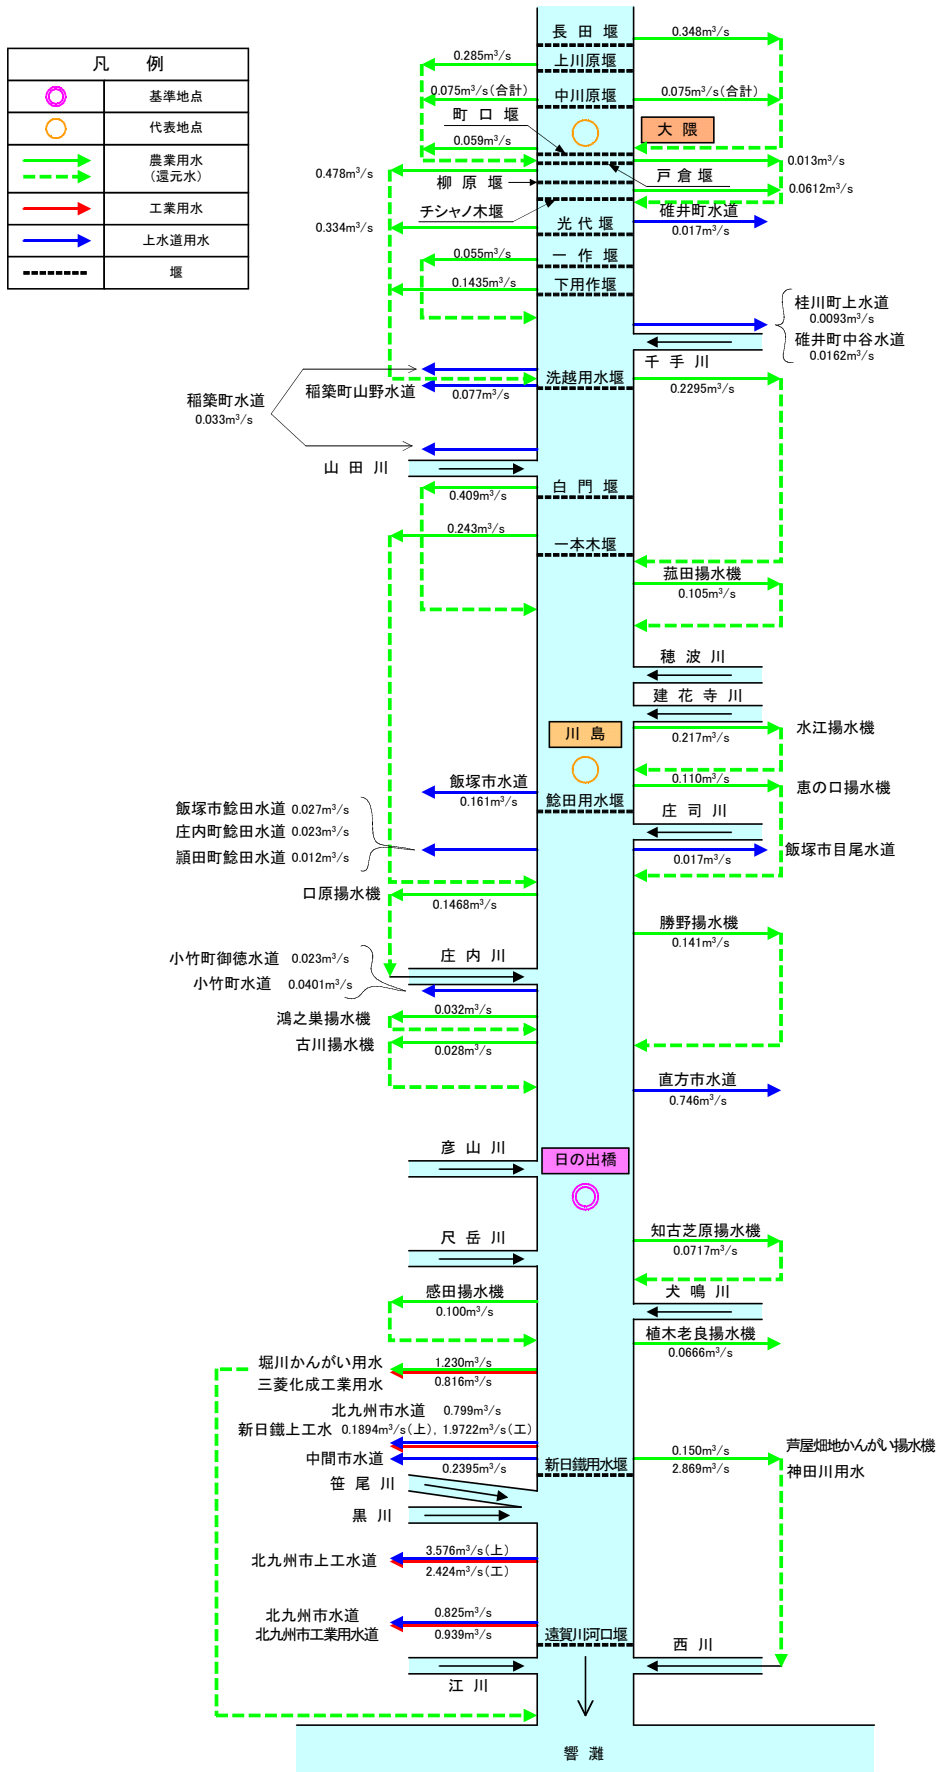 凡 例
基準地点
代表地点
農業用水
(還元水)
工業用水
上水道用水
堰
長田堰
0.348m³/s
0.285m³/s
上川原堰
0.075m³/s(合計)
中川原堰
0.075m³/s(合計)
町口堰
大隈
0.059m³/s
0.013m³/s
0.478m³/s
戸倉堰
柳原堰
0.0612m³/s
チシャノ木堰
碓井町水道
0.017m³/s
0.334m³/s
光代堰
0.055m³/s
一作堰
0.1435m³/s
下用作堰
桂川町上水道
0.0093m³/s
碓井町中谷水道
0.0162m³/s
千手川
洗越用水堰
0.2295m³/s
稲築町山野水道
0.077m³/s
稲築町水道
0.033m³/s
山田川
白門堰
0.409m³/s
0.243m³/s
一本木堰
菰田揚水機
0.105m³/s
穂波川
建花寺川
川島
0.217m³/s
水江揚水機
飯塚市水道
0.161m³/s
0.110m³/s
恵の口揚水機
鯰田用水堰
飯塚市鯰田水道 0.027m³/s
庄内町鯰田水道 0.023m³/s
頴田町鯰田水道 0.012m³/s
庄司川
0.017m³/s
飯塚市目尾水道
口原揚水機
0.1468m³/s
勝野揚水機
0.141m³/s
庄内川
小竹町御徳水道 0.023m³/s
小竹町水道 0.0401m³/s
0.032m³/s
鴻之巣揚水機
古川揚水機
0.028m³/s
直方市水道
0.746m³/s
彦山川
日の出橋
尺岳川
知古芝原揚水機
0.0717m³/s
感田揚水機
0.100m³/s
犬鳴川
植木老良揚水機
0.0666m³/s
堀川かんがい用水 1.230m³/s
三菱化成工業用水 0.816m³/s
北九州市水道 0.799m³/s
新日鐵上工水 0.1894m³/s(上), 1.9722m³/s(工)
中間市水道
0.2395m³/s
新日鐵用水堰
0.150m³/s
芦屋畑地かんがい揚水機
2.869m³/s
神田川用水
笹尾川
黒川
3.576m³/s(上)
北九州市上工水道
2.424m³/s(工)
北九州市水道 0.825m³/s
北九州市工業用水道 0.939m³/s
遠賀川河口堰
西川
江川
響灘